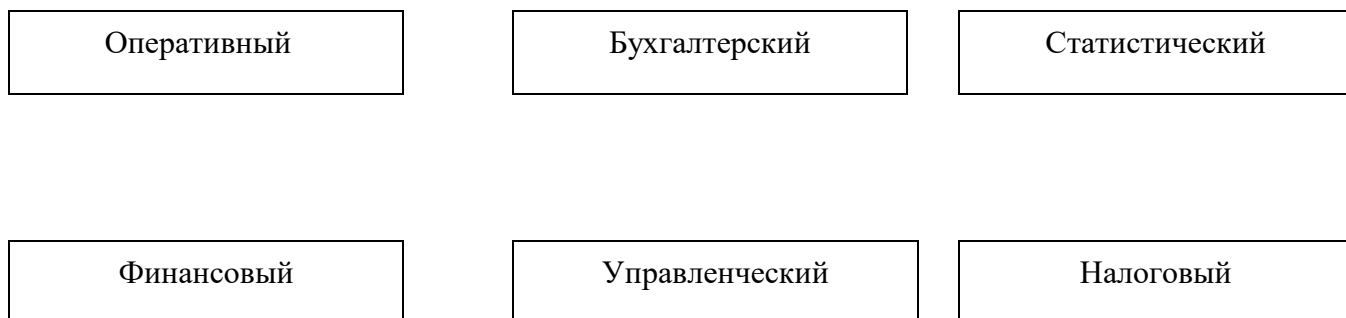 Оперативный Бухгалтерский Статистический
Финансовый Управленческий Налоговый